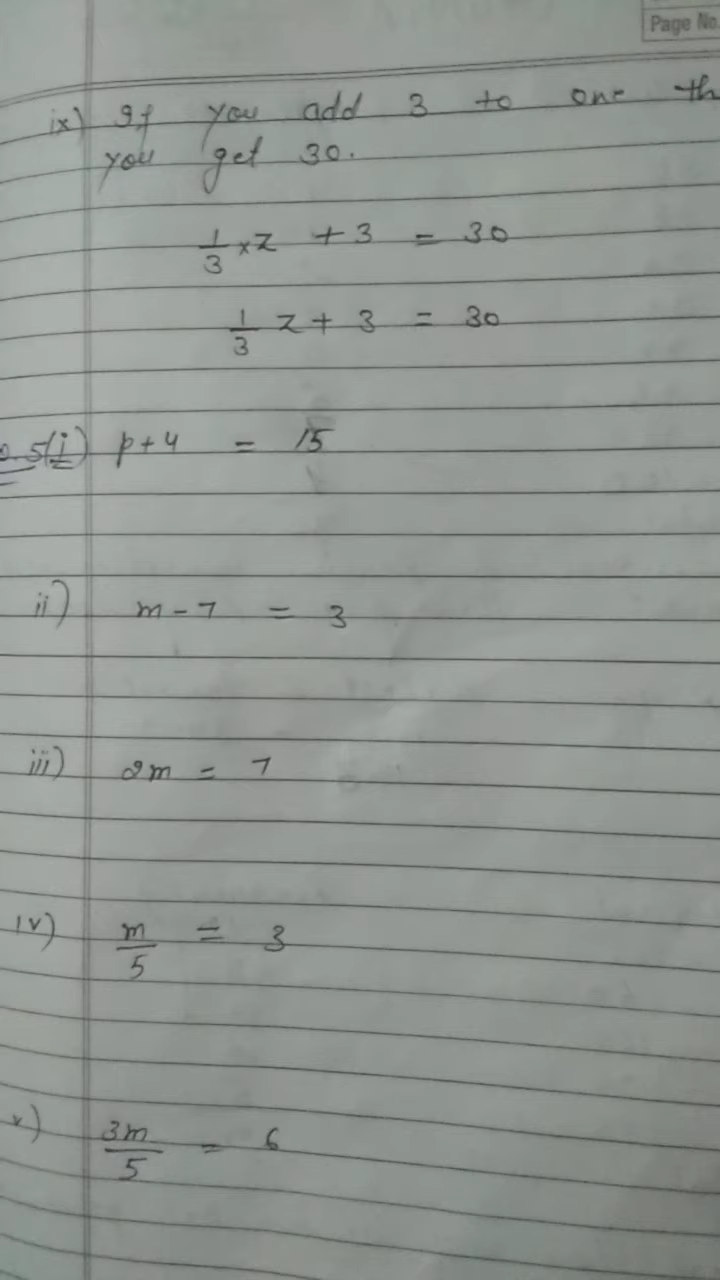 Page No.
ix) If you add 3 to one th
you get 30.
1/3 × z + 3 = 30
1/3 z + 3 = 30
5(i) p + 4 = 15
ii) m - 7 = 3
iii) 2m = 7
iv) m/5 = 3
v) 3m/5 = 6